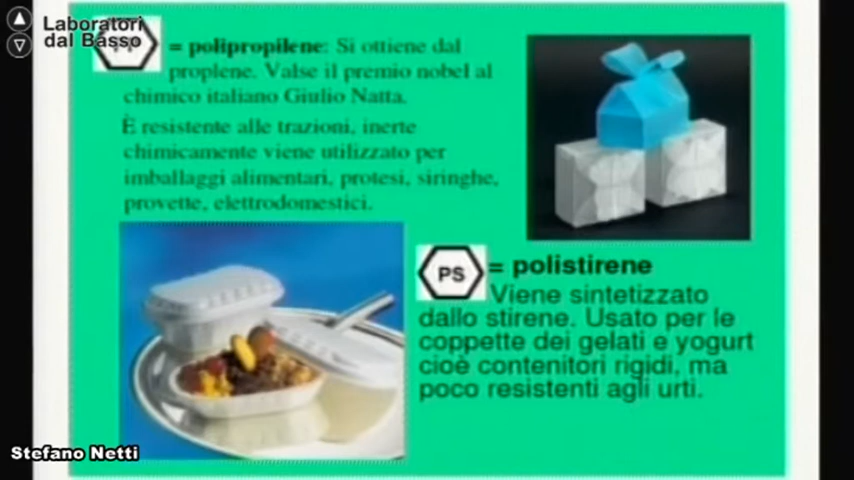 Laboratori
dal Basso
= polipropilene: Si ottiene dal
proplene. Valse il premio nobel al
chimico italiano Giulio Natta.
È resistente alle trazioni, inerte
chimicamente viene utilizzato per
imballaggi alimentari, protesi, siringhe,
provette, elettrodomestici.
PS = polistirene
Viene sintetizzato
dallo stirene. Usato per le
coppette dei gelati e yogurt
cioè contenitori rigidi, ma
poco resistenti agli urti.
Stefano Netti